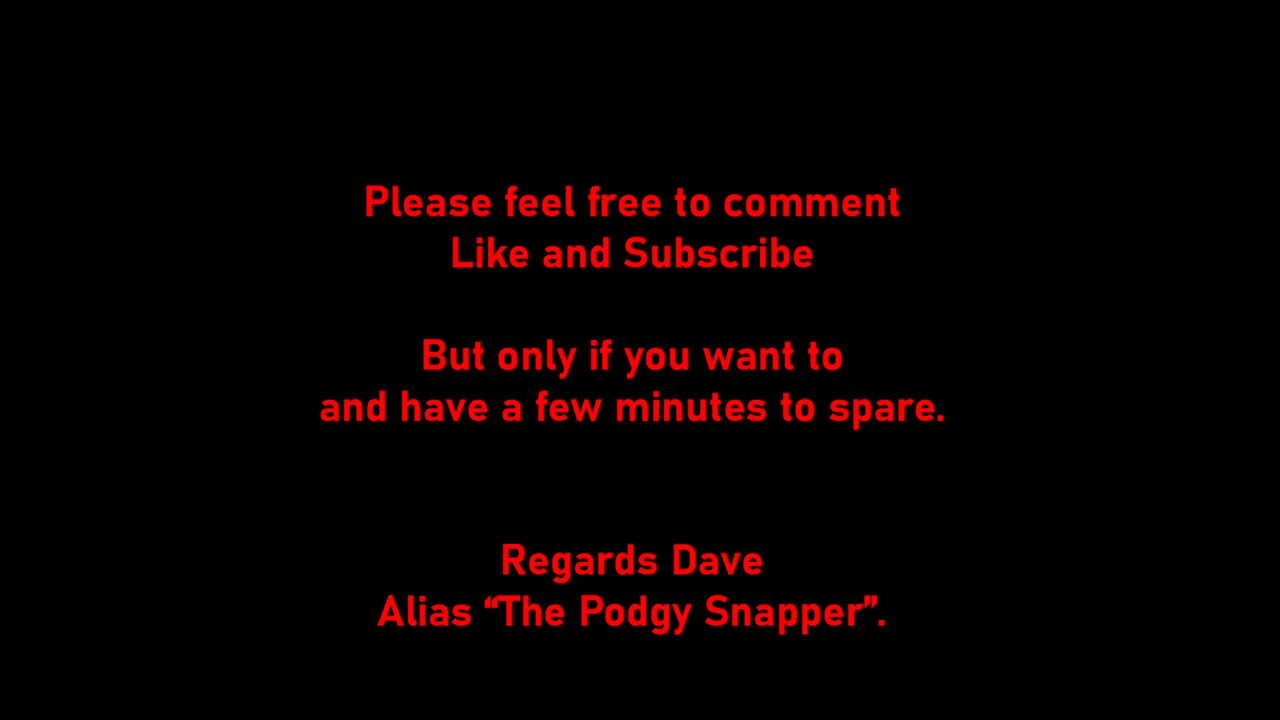 Please feel free to comment
Like and Subscribe
But only if you want to
and have a few minutes to spare.
Regards Dave
Alias “The Podgy Snapper”.